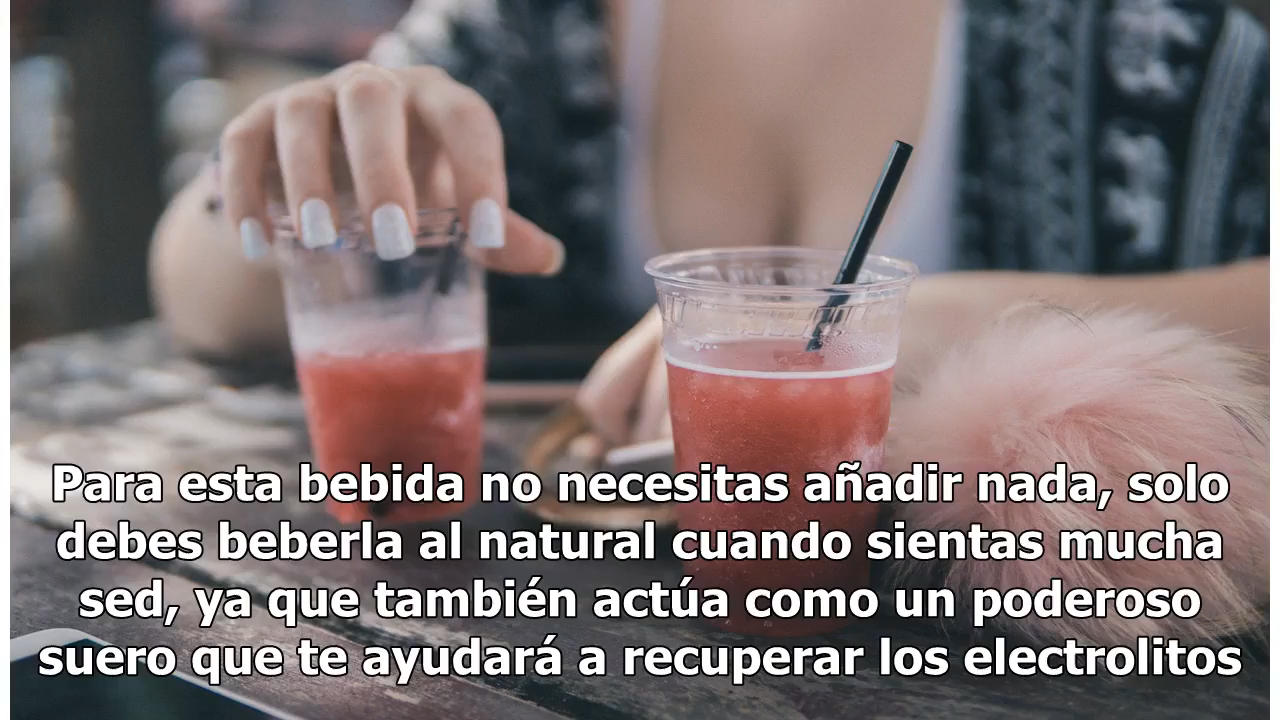 Para esta bebida no necesitas añadir nada, solo
debes beberla al natural cuando sientas mucha
sed, ya que también actúa como un poderoso
suero que te ayudará a recuperar los electrolitos